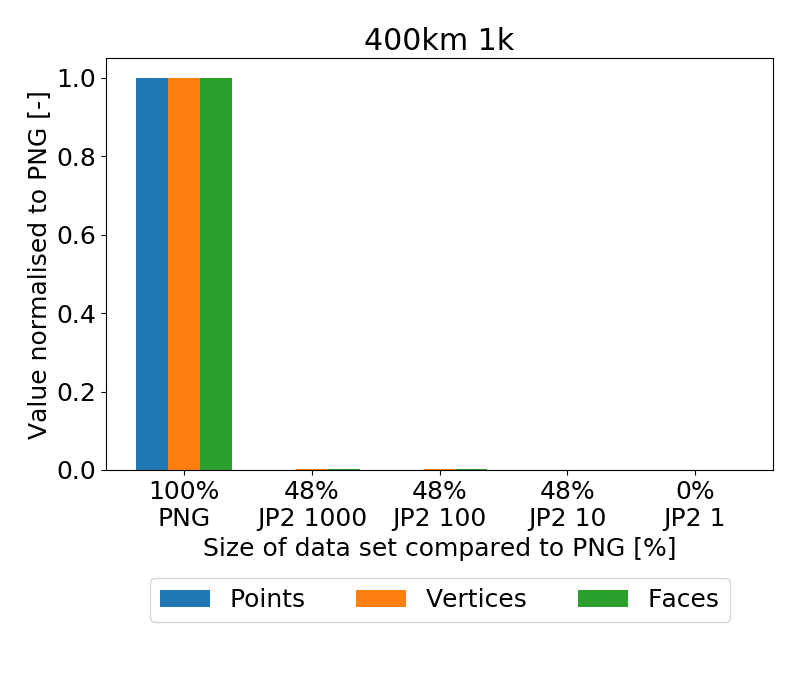 400km 1k
Value normalised to PNG [-]
1.0
0.8
0.6
0.4
0.2
0.0
100% 48% 48% 48% 0%
PNG JP2 1000 JP2 100 JP2 10 JP2 1
Size of data set compared to PNG [%]
Points Vertices Faces